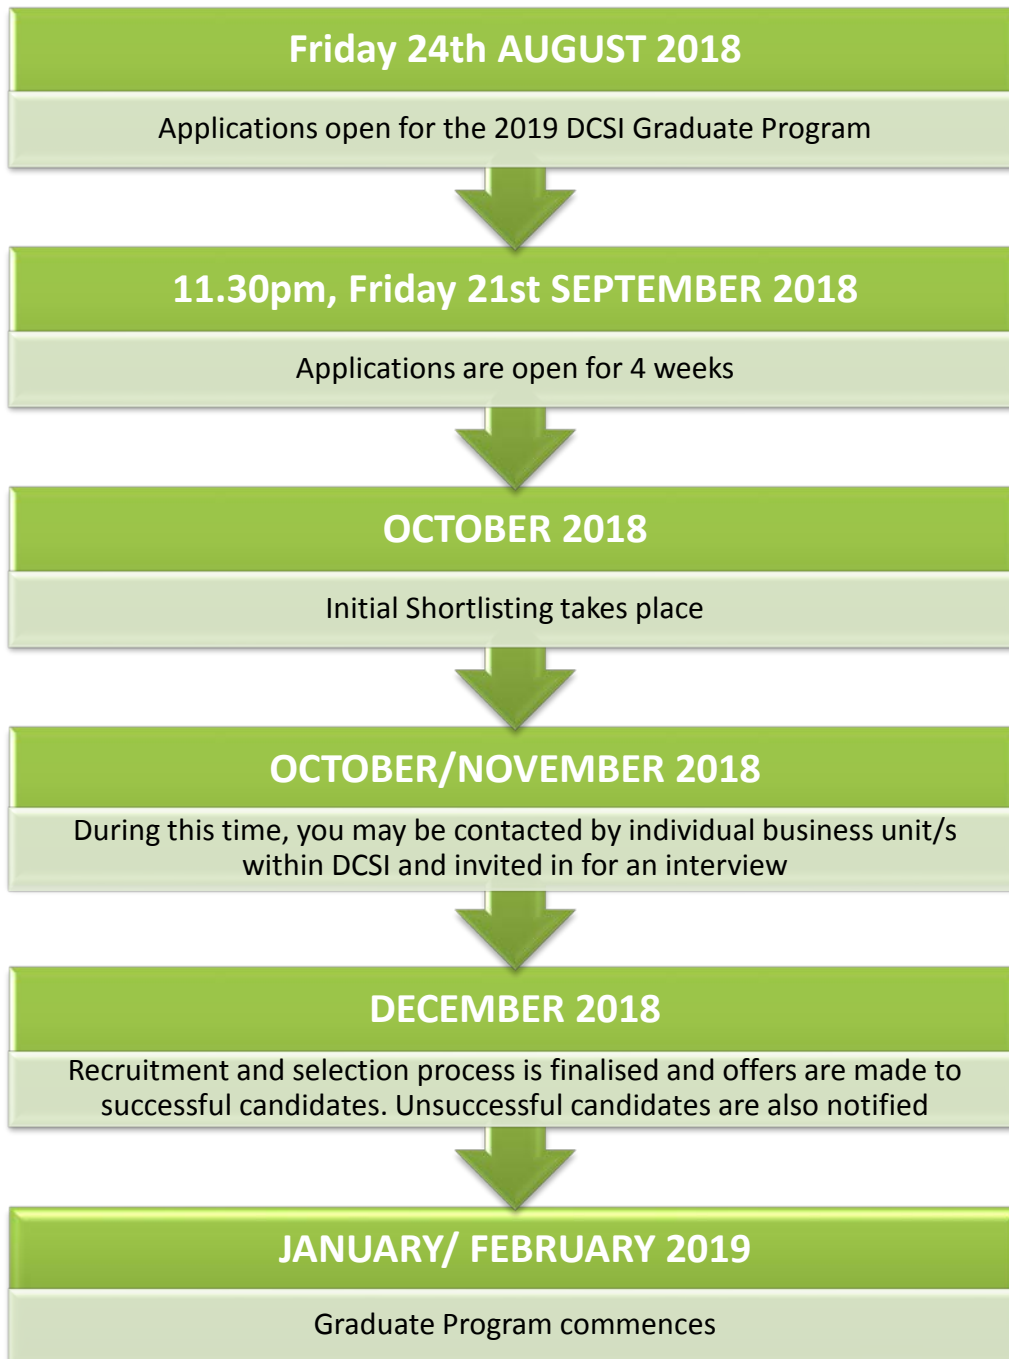 Friday 24th AUGUST 2018
Applications open for the 2019 DCSI Graduate Program
11.30pm, Friday 21st SEPTEMBER 2018
Applications are open for 4 weeks
OCTOBER 2018
Initial Shortlisting takes place
OCTOBER/NOVEMBER 2018
During this time, you may be contacted by individual business unit/s
within DCSI and invited in for an interview
DECEMBER 2018
Recruitment and selection process is finalised and offers are made to
successful candidates. Unsuccessful candidates are also notified
JANUARY/ FEBRUARY 2019
Graduate Program commences